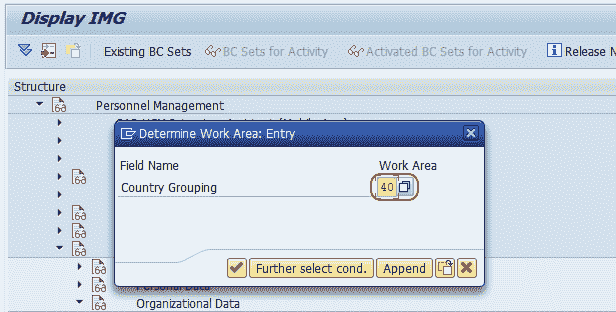 Display IMG
Existing BC Sets BC Sets for Activity Activated BC Sets for Activity Release N
Structure
Personnel Management
Determine Work Area: Entry
Field Name Work Area
Country Grouping 40
Further select cond. Append
Personal Data
Organizational Data